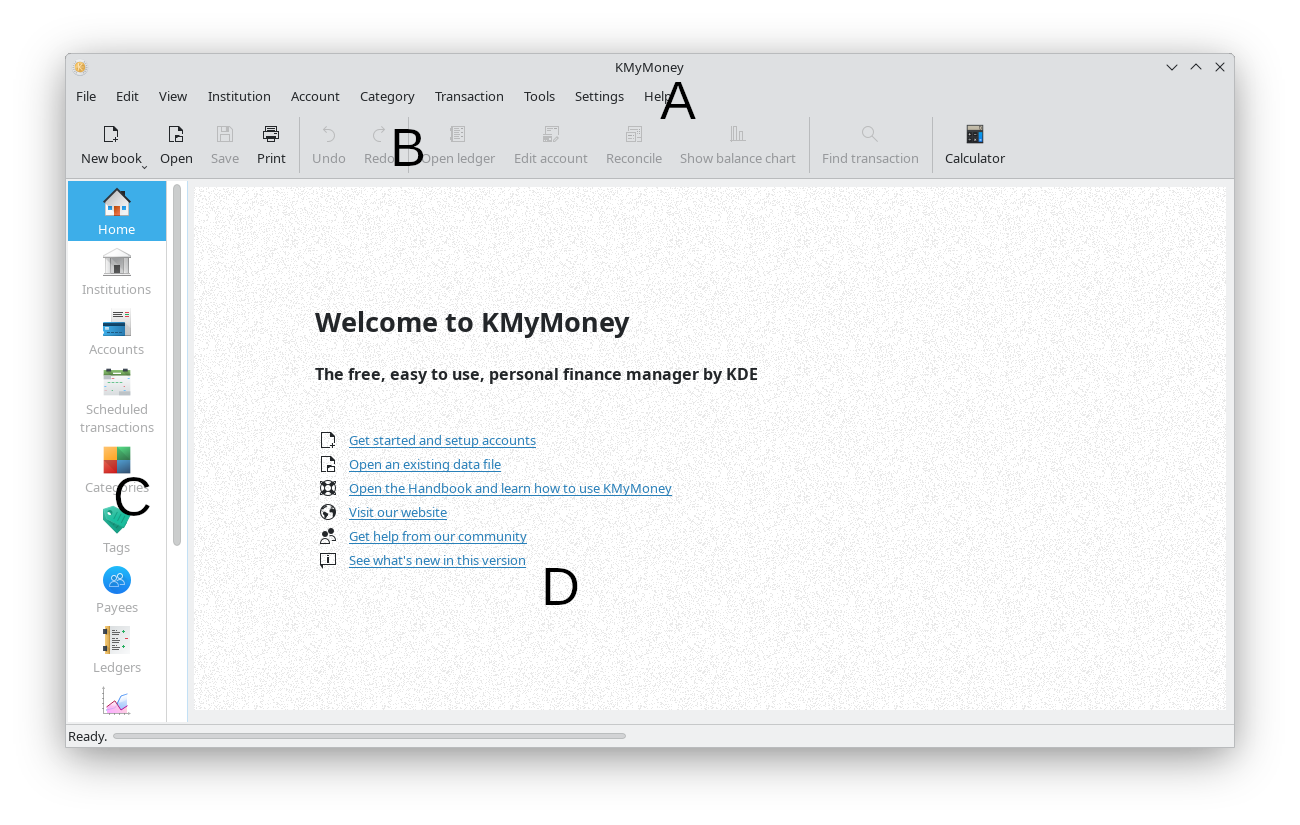 KMyMoney
File Edit View Institution Account Category Transaction Tools Settings Help
A
New book Open Save Print Undo Redo Open ledger Edit account Reconcile Show balance chart Find transaction Calculator
B
Home
Institutions
Accounts
Scheduled
transactions
Categories
C
Tags
Payees
Ledgers
Welcome to KMyMoney
The free, easy to use, personal finance manager by KDE
Get started and setup accounts
Open an existing data file
Open the Handbook and learn how to use KMyMoney
Visit our website
Get help from our community
See what's new in this version
D
Ready.